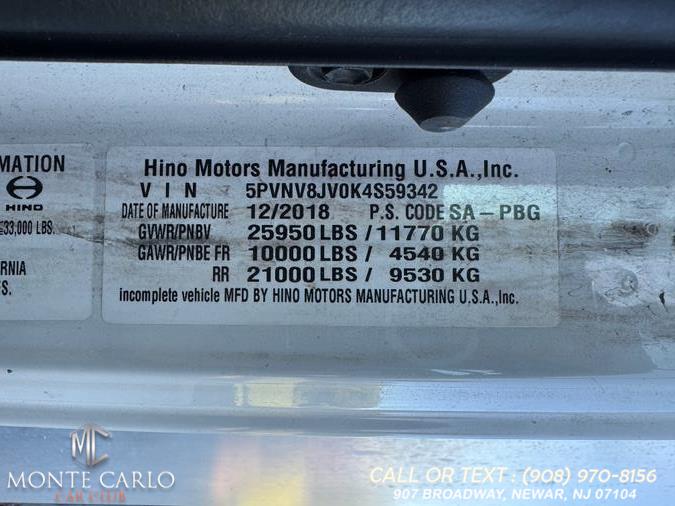 MATION
HINO
33,000 LBS.
RNIA
FS.
Hino Motors Manufacturing U.S.A.,Inc.
V I N 5PVNV8JV0K4S59342
DATE OF MANUFACTURE 12/2018 P.S. CODE SA-PBG
GVWR/PNBV 25950 LBS / 11770 KG
GAWR/PNBE FR 10000 LBS / 4540 KG
RR 21000 LBS / 9530 KG
incomplete vehicle MFD BY HINO MOTORS MANUFACTURING U.S.A.,Inc.
MC
MONTE CARLO
CAR CLUB
CALL OR TEXT : (908) 970-8156
907 BROADWAY, NEWAR, NJ 07104